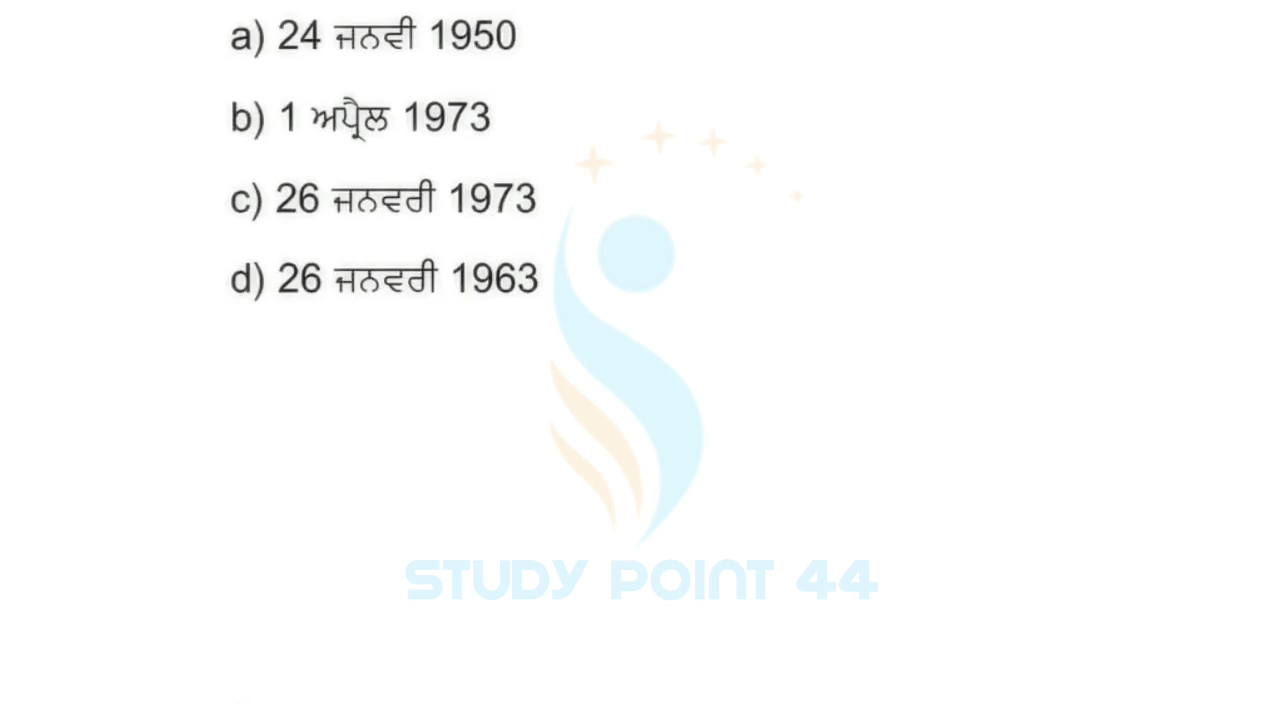 a) 24 ਜਨਵੀ 1950
b) 1 ਅਪ੍ਰੈਲ 1973
c) 26 ਜਨਵਰੀ 1973
d) 26 ਜਨਵਰੀ 1963
STUDY POINT 44